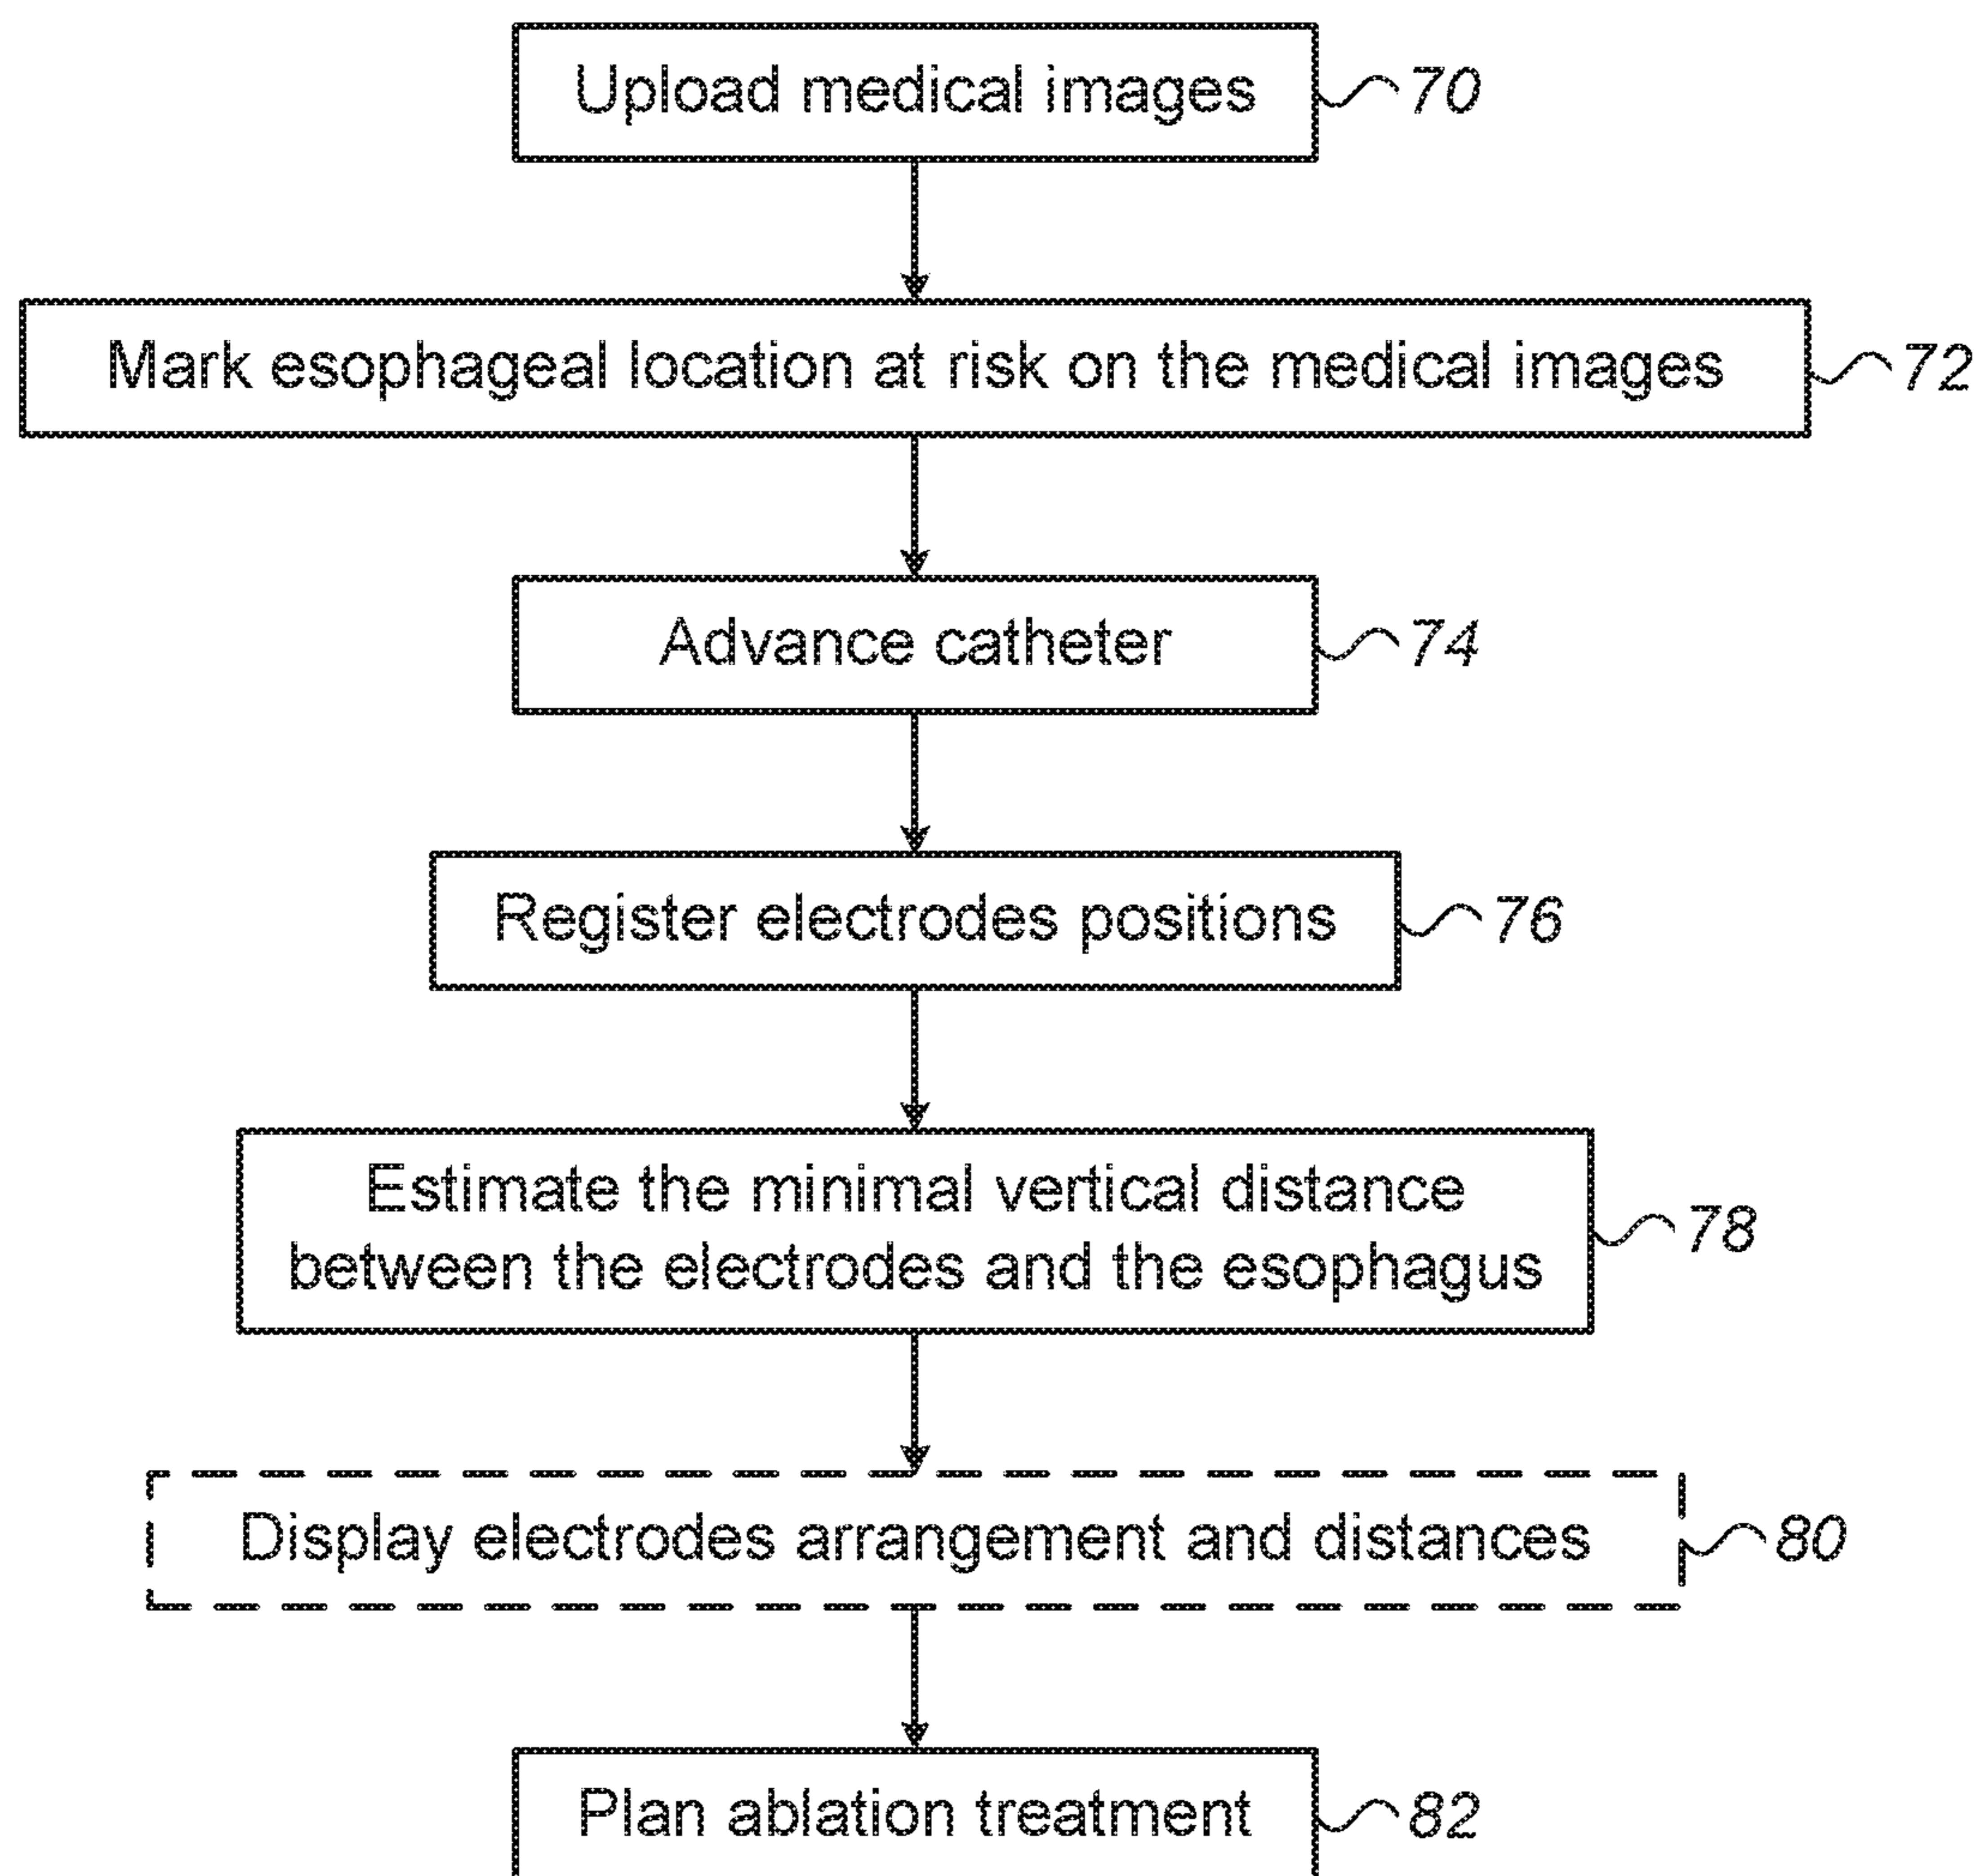 Upload medical images 70
Mark esophageal location at risk on the medical images 72
Advance catheter 74
Register electrodes positions 76
Estimate the minimal vertical distance
between the electrodes and the esophagus 78
Display electrodes arrangement and distances 80
Plan ablation treatment 82